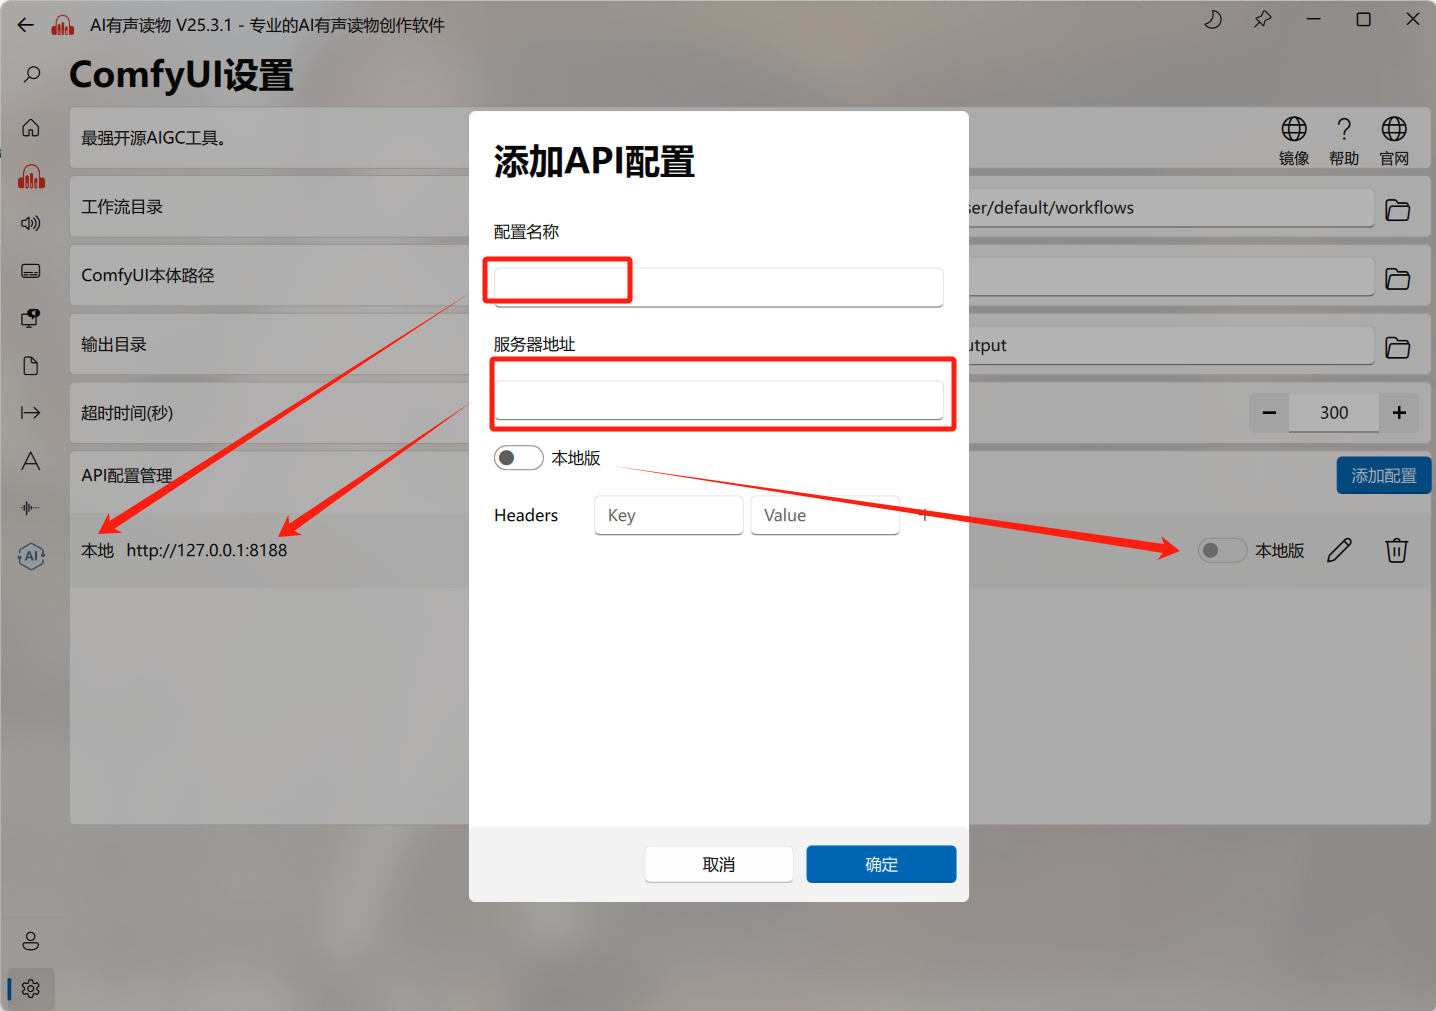 AI有声读物 V25.3.1 - 专业的AI有声读物创作软件
ComfyUI设置
最强开源AIGC工具。
镜像
帮助
官网
工作流目录
ser/default/workflows
ComfyUI本体路径
输出目录
utput
超时时间(秒)
300
API配置管理
添加配置
本地 http://127.0.0.1:8188
本地版
添加API配置
配置名称
服务器地址
本地版
Headers Key Value +
取消
确定
AI